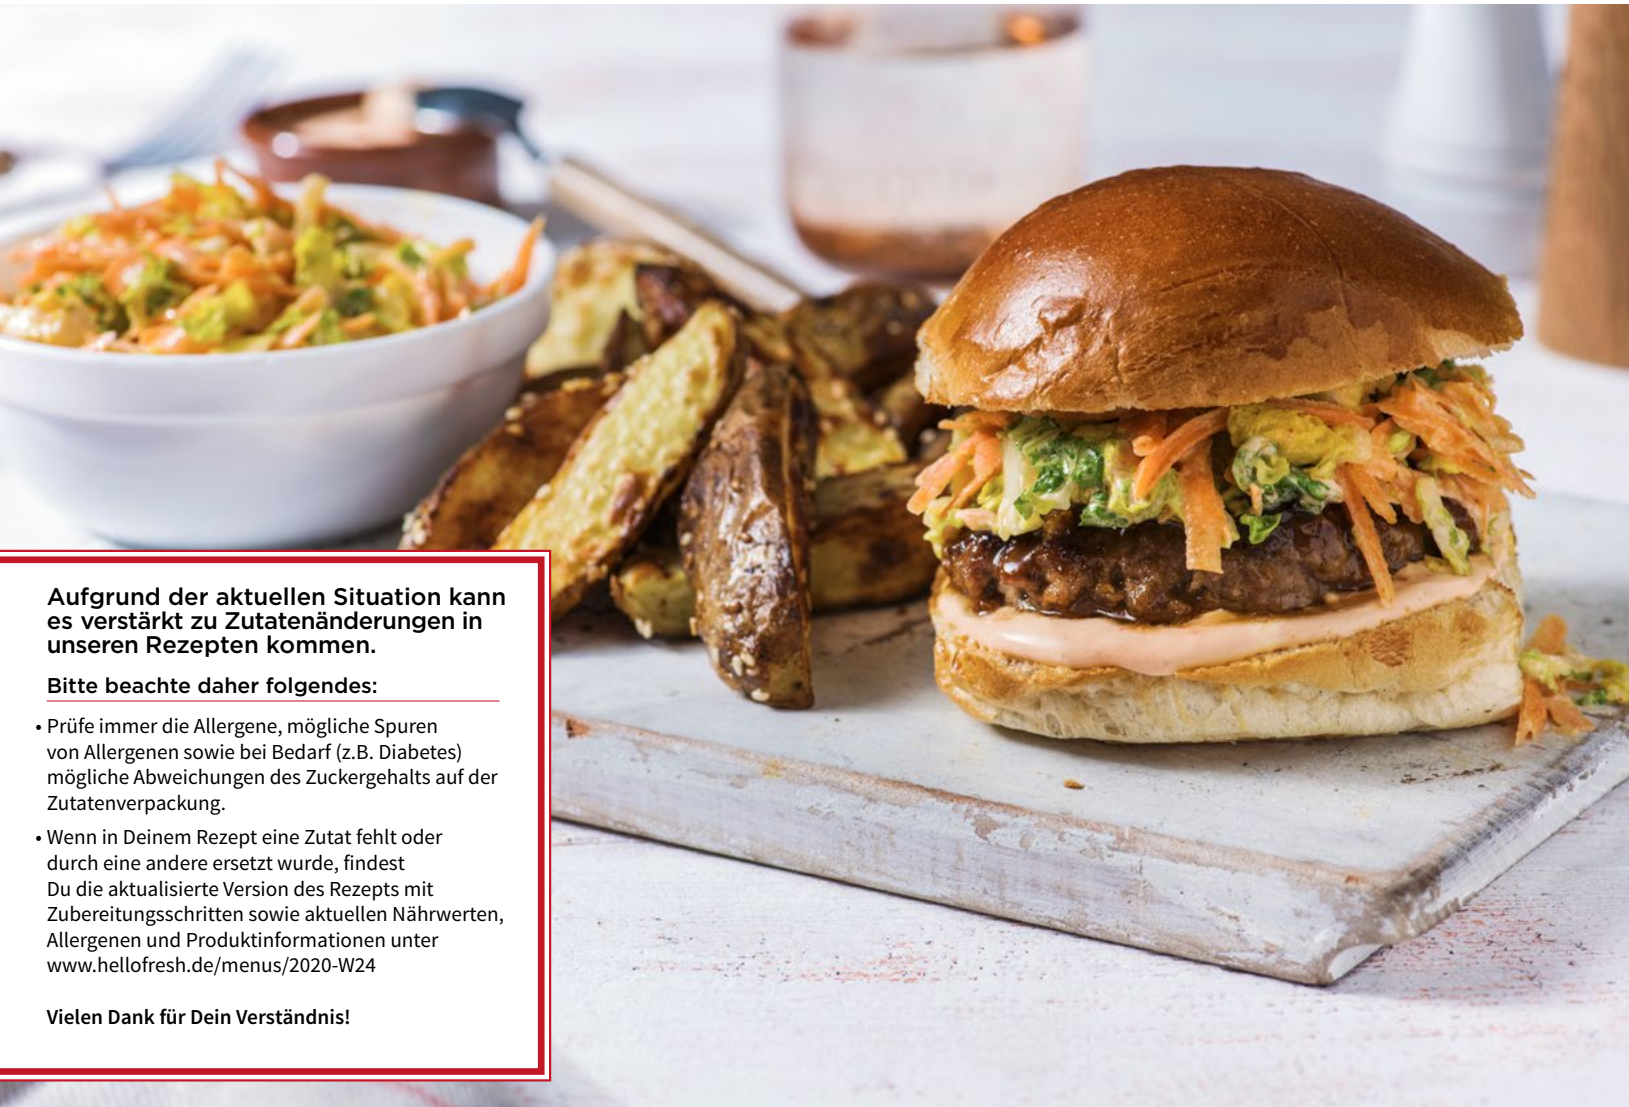 Aufgrund der aktuellen Situation kann
es verstärkt zu Zutatenänderungen in
unseren Rezepten kommen.
Bitte beachte daher folgendes:
• Prüfe immer die Allergene, mögliche Spuren
von Allergenen sowie bei Bedarf (z.B. Diabetes)
mögliche Abweichungen des Zuckergehalts auf der
Zutatenverpackung.
• Wenn in Deinem Rezept eine Zutat fehlt oder
durch eine andere ersetzt wurde, findest
Du die aktualisierte Version des Rezepts mit
Zubereitungsschritten sowie aktuellen Nährwerten,
Allergenen und Produktinformationen unter
www.hellofresh.de/menus/2020-W24
Vielen Dank für Dein Verständnis!